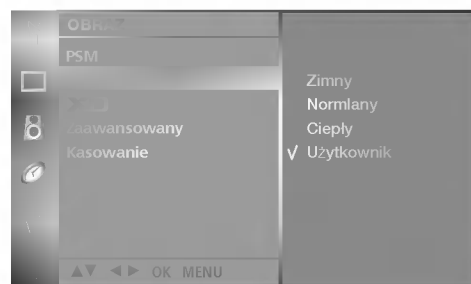 OBRAZ
PSM
Zaawansowany
Kasowanie
Zimny
Normlany
Ciepły
Użytkownik
OK MENU